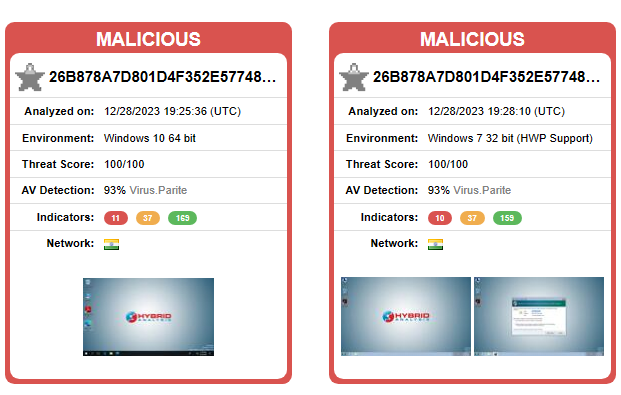 MALICIOUS
26B878A7D801D4F352E57748...
Analyzed on: 12/28/2023 19:25:36 (UTC)
Environment: Windows 10 64 bit
Threat Score: 100/100
AV Detection: 93% Virus.Parite
Indicators: 11 37 169
Network:
HYBRID
ANALYSIS
MALICIOUS
26B878A7D801D4F352E57748...
Analyzed on: 12/28/2023 19:28:10 (UTC)
Environment: Windows 7 32 bit (HWP Support)
Threat Score: 100/100
AV Detection: 93% Virus.Parite
Indicators: 10 37 159
Network:
HYBRID
ANALYSIS